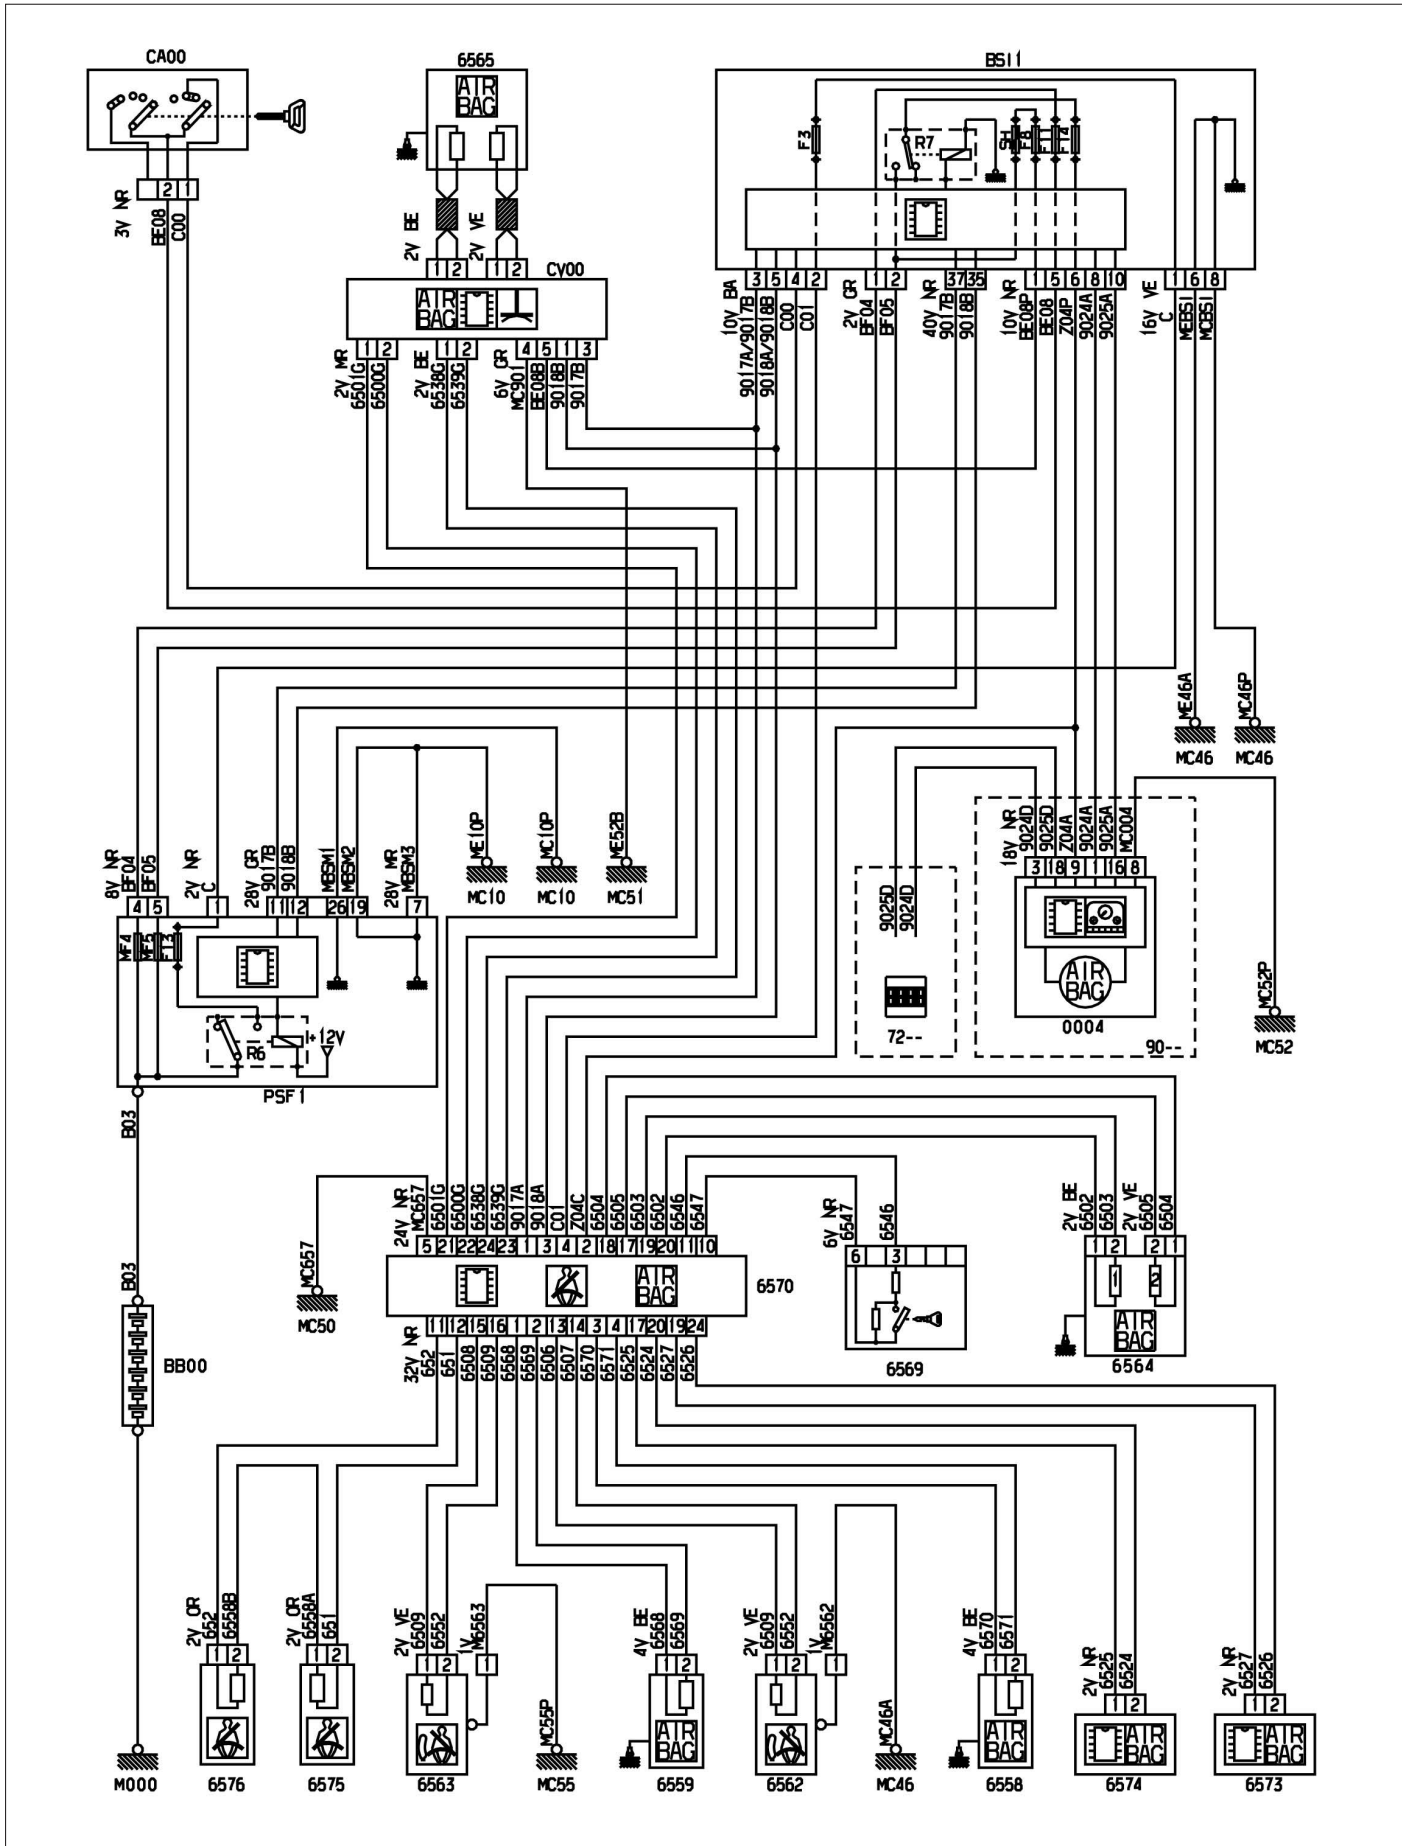 CA00
6565
BSI1
AIR
BAG
F3
R7
SH
F8
F11
F14
2 1
3V NR
BE08
C00
2V BE
2V VE
1 2
1 2
CV00
AIR
BAG
3 5 4 2
1 2
37 35
1 5 6 8 10
1 6 8
10V BA
9017A/9017B
9018A/9018B
C00
C01
2V GR
BF04
BF05
40V NR
9017B
9018B
10V NR
BE08P
BE08
Z04P
9024A
9025A
16V VE
C
MEBSI
MCBSI
1 2
1 2
4 5 1 3
2V MR
6501G
6500G
2V BE
6538G
6539G
6V GR
MC901
BE08B
9018B
9017B
ME46A
MC46P
MC46
MC46
ME10P
MC10P
ME52B
MC10
MC10
MC51
18V NR
9024D
9025D
Z04A
9024A
9025A
MC004
3 18 9 1 16 8
8V NR
BF04
BF05
2V NR
C
28V GR
9017B
9018B
MBSM1
MBSM2
28V MR
MBSM3
4 5
1
11 12 26 19
7
MF4
MF5
F13
9025D
9024D
AIR
BAG
0004
MC52P
72--
90--
MC52
R6
+12V
PSF1
B03
24V NR
MC657
6501G
6500G
6538G
6539G
9017A
9018A
C01
Z04C
6504
6505
6503
6502
6546
6547
6V NR
6547
6546
2V BE
6502
6503
2V VE
6505
6504
5 21 22 24 23 1 3 4 2 18 17 19 20 11 10
6 3
1 2
2 1
1
2
B03
MC657
MC50
AIR
BAG
6570
AIR
BAG
6569
6564
11 12 15 16 1 2 13 14 3 4 17 20 19 24
32V NR
652
651
6508
6509
6568
6569
6506
6507
6570
6571
6525
6524
6527
6526
BB00
2V OR
652
6558B
2V OR
6558A
651
2V VE
6509
6552
1V
M6563
4V BE
6568
6569
2V VE
6509
6552
1V
M6562
4V BE
6570
6571
2V NR
6525
6524
2V NR
6527
6526
1 2
1 2
1 2
1
1 2
1 2
1
1 2
1 2
1 2
AIR
BAG
AIR
BAG
AIR
BAG
AIR
BAG
MC55P
MC46A
M000
6576
6575
6563
MC55
6559
6562
MC46
6558
6574
6573